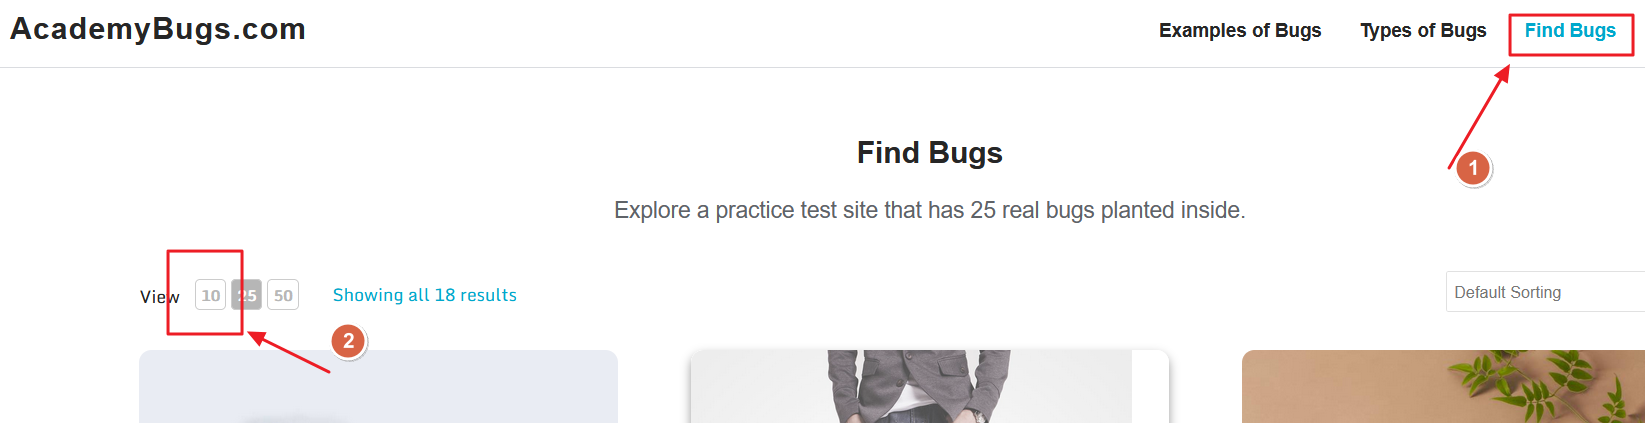 AcademyBugs.com
Examples of Bugs Types of Bugs Find Bugs
1
Find Bugs
Explore a practice test site that has 25 real bugs planted inside.
View 10 25 50 Showing all 18 results
Default Sorting
2